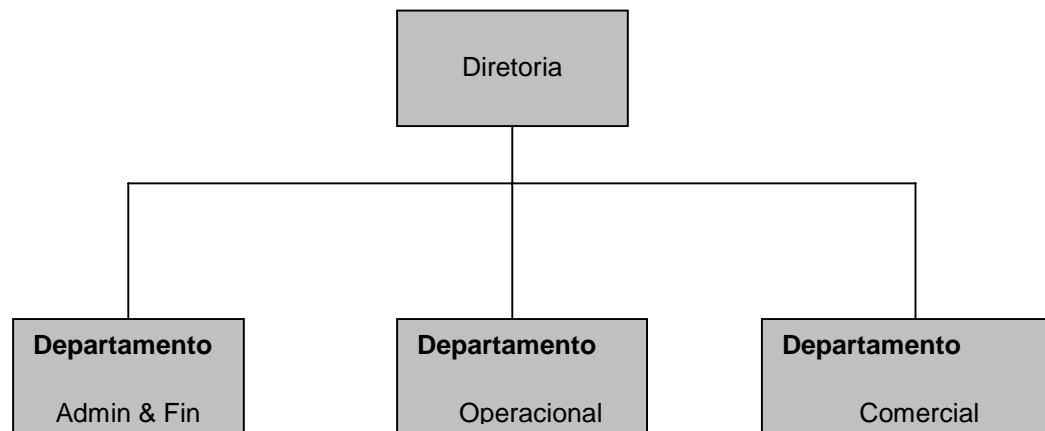 Diretoria
Departamento
Admin & Fin
Departamento
Operacional
Departamento
Comercial